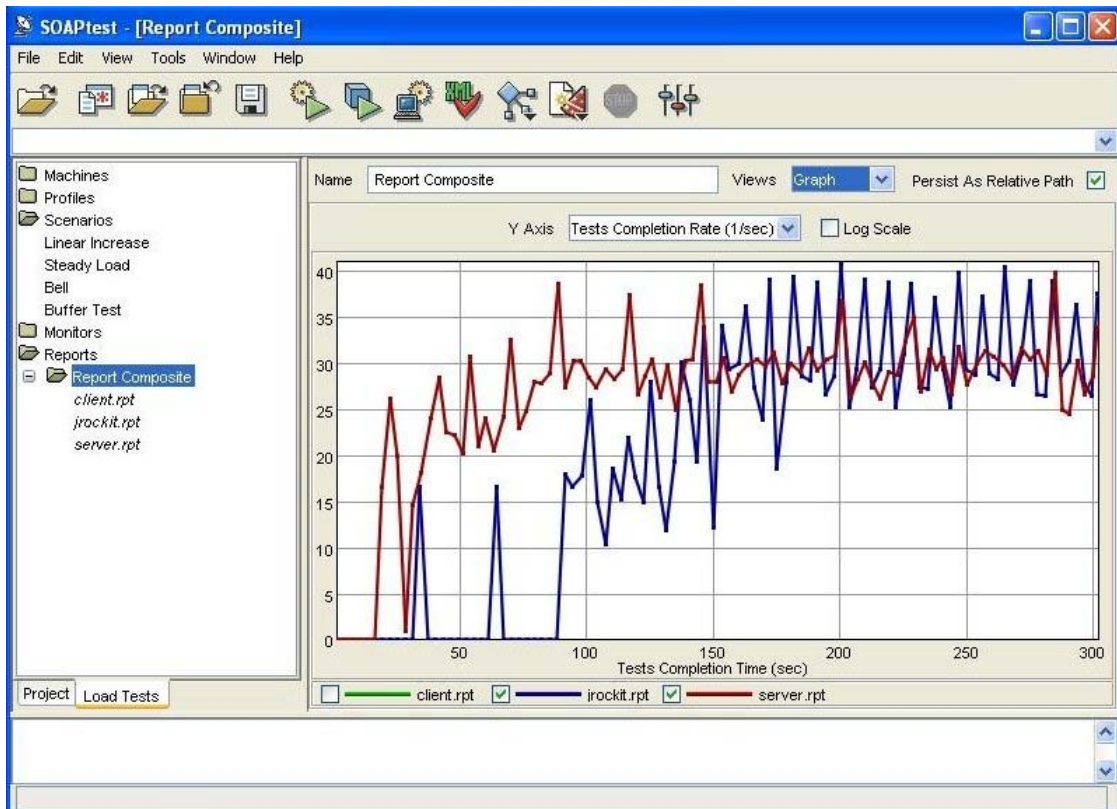 SOAPtest - [Report Composite]
File Edit View Tools Window Help
XML
STOP
Machines
Profiles
Scenarios
Linear Increase
Steady Load
Bell
Buffer Test
Monitors
Reports
Report Composite
client.rpt
jrockit.rpt
server.rpt
Project Load Tests
Name Report Composite Views Graph Persist As Relative Path
Y Axis Tests Completion Rate (1/sec) Log Scale
40
35
30
25
20
15
10
5
0
50 100 150 200 250 300
Tests Completion Time (sec)
client.rpt jrockit.rpt server.rpt